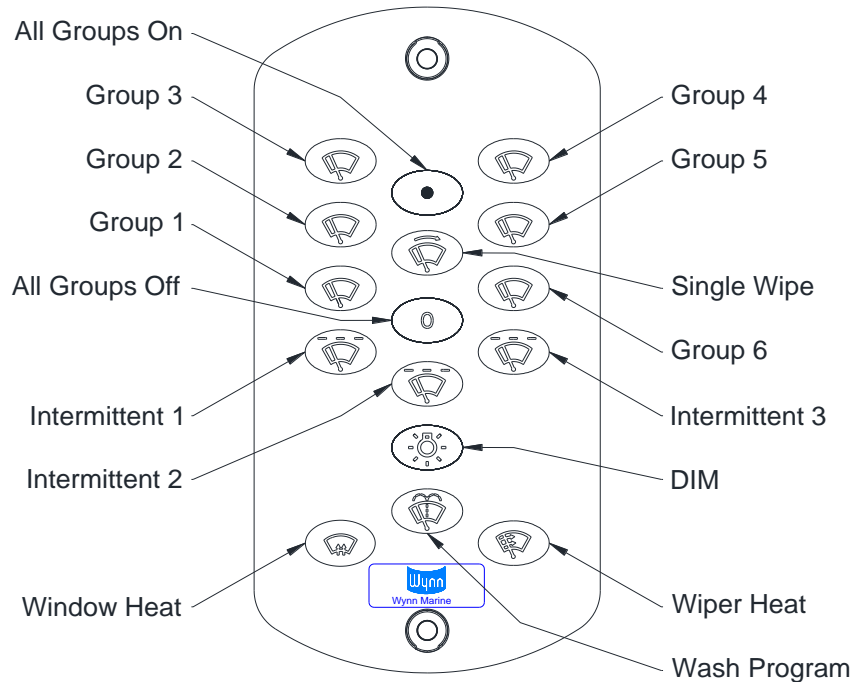 All Groups On
Group 3
Group 4
Group 2
Group 5
Group 1
All Groups Off
Single Wipe
0
Group 6
Intermittent 1
Intermittent 3
Intermittent 2
DIM
Wynn
Wynn Marine
Window Heat
Wiper Heat
Wash Program